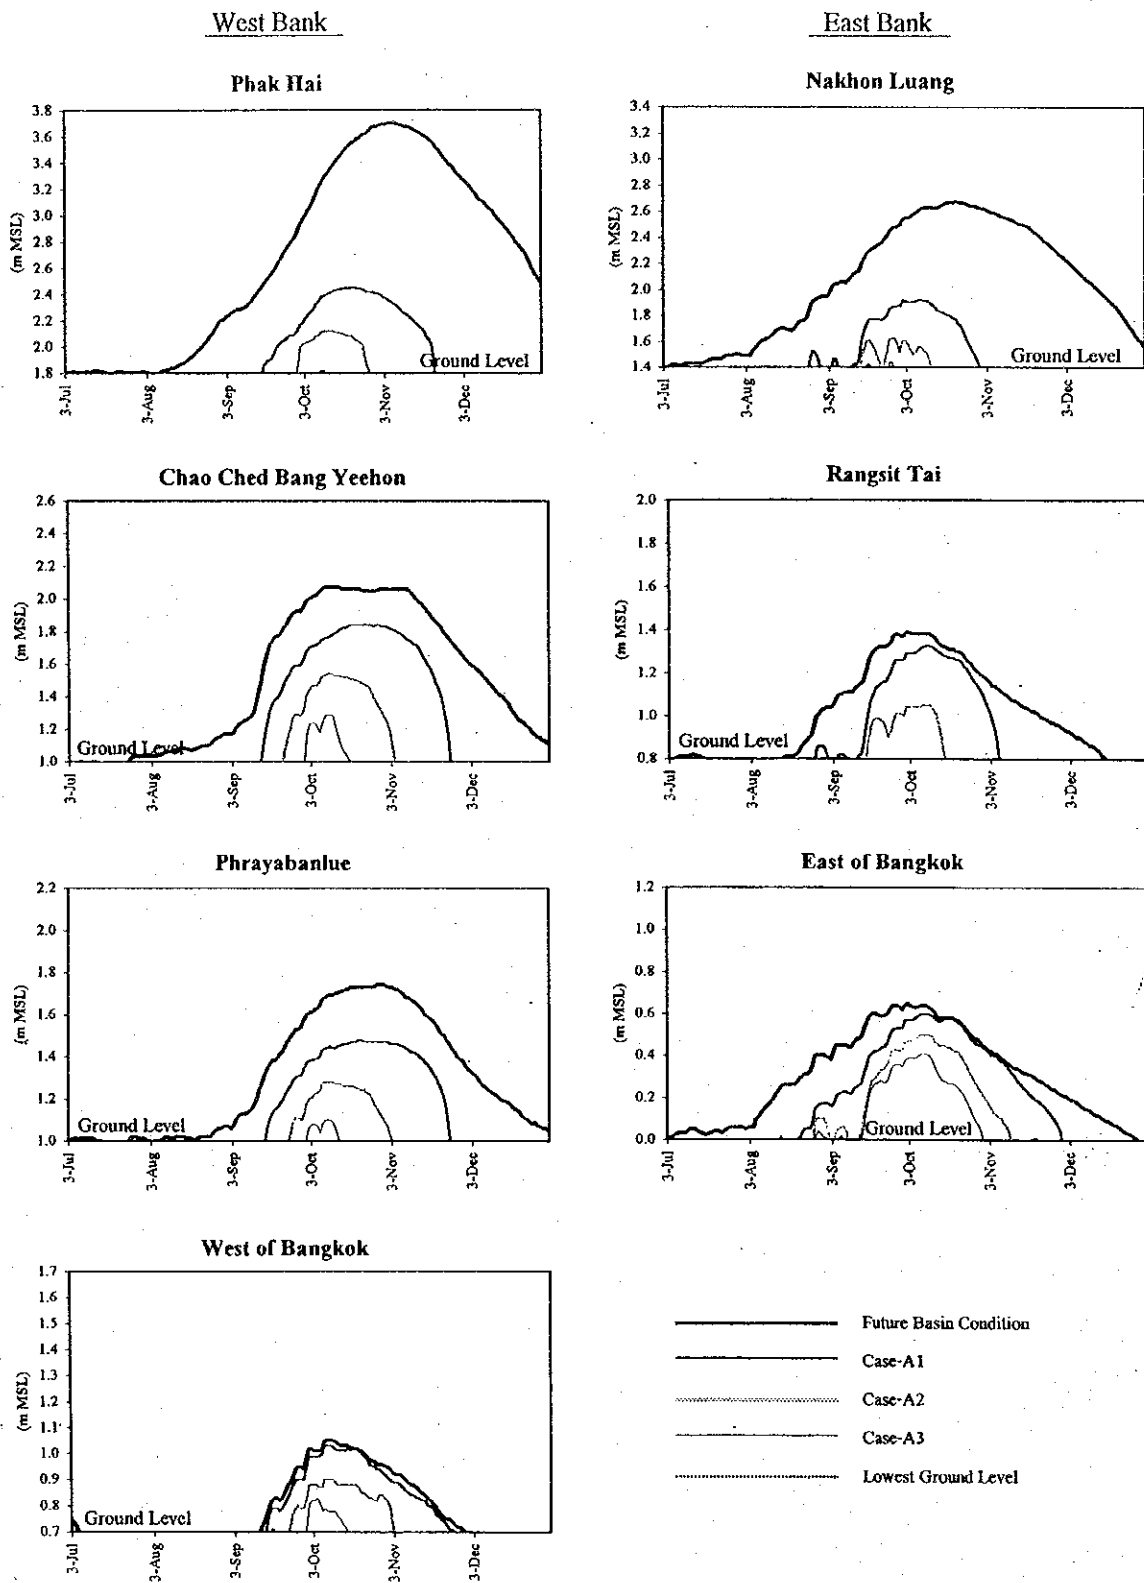 West Bank
East Bank
Phak Hai
(m MSL)
3.8
3.6
3.4
3.2
3.0
2.8
2.6
2.4
2.2
2.0
1.8
Ground Level
3-Jul
3-Aug
3-Sep
3-Oct
3-Nov
3-Dec
Nakhon Luang
(m MSL)
3.4
3.2
3.0
2.8
2.6
2.4
2.2
2.0
1.8
1.6
1.4
Ground Level
3-Jul
3-Aug
3-Sep
3-Oct
3-Nov
3-Dec
Chao Ched Bang Yeehon
(m MSL)
2.6
2.4
2.2
2.0
1.8
1.6
1.4
1.2
1.0
Ground Level
3-Jul
3-Aug
3-Sep
3-Oct
3-Nov
3-Dec
Rangsit Tai
(m MSL)
2.0
1.8
1.6
1.4
1.2
1.0
0.8
Ground Level
3-Jul
3-Aug
3-Sep
3-Oct
3-Nov
3-Dec
Phrayabanlue
(m MSL)
2.2
2.0
1.8
1.6
1.4
1.2
1.0
Ground Level
3-Jul
3-Aug
3-Sep
3-Oct
3-Nov
3-Dec
East of Bangkok
(m MSL)
1.2
1.0
0.8
0.6
0.4
0.2
0.0
Ground Level
3-Jul
3-Aug
3-Sep
3-Oct
3-Nov
3-Dec
West of Bangkok
(m MSL)
1.7
1.6
1.5
1.4
1.3
1.2
1.1
1.0
0.9
0.8
0.7
Ground Level
3-Jul
3-Aug
3-Sep
3-Oct
3-Nov
3-Dec
Future Basin Condition
Case-A1
Case-A2
Case-A3
Lowest Ground Level